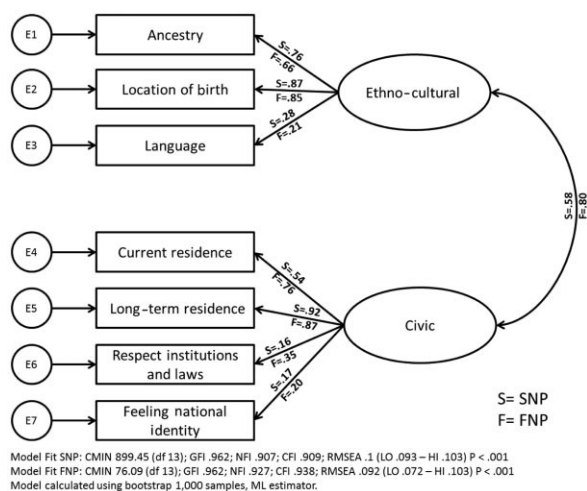 E1
Ancestry
S=.76
F=.66
E2
Location of birth
S=.87
F=.85
Ethno-cultural
E3
Language
S=.28
F=.21
S=.58
F=.80
E4
Current residence
S=.54
F=.76
E5
Long-term residence
S=.92
F=.87
Civic
E6
Respect institutions
and laws
S=.16
F=.35
E7
Feeling national
identity
S=.17
F=.20
S= SNP
F= FNP
Model Fit SNP: CMIN 899.45 (df 13); GFI .962; NFI .907; CFI .909; RMSEA .1 (LO .093 – HI .103) P < .001
Model Fit FNP: CMIN 76.09 (df 13); GFI .962; NFI .927; CFI .938; RMSEA .092 (LO .072 – HI .103) P < .001
Model calculated using bootstrap 1,000 samples, ML estimator.